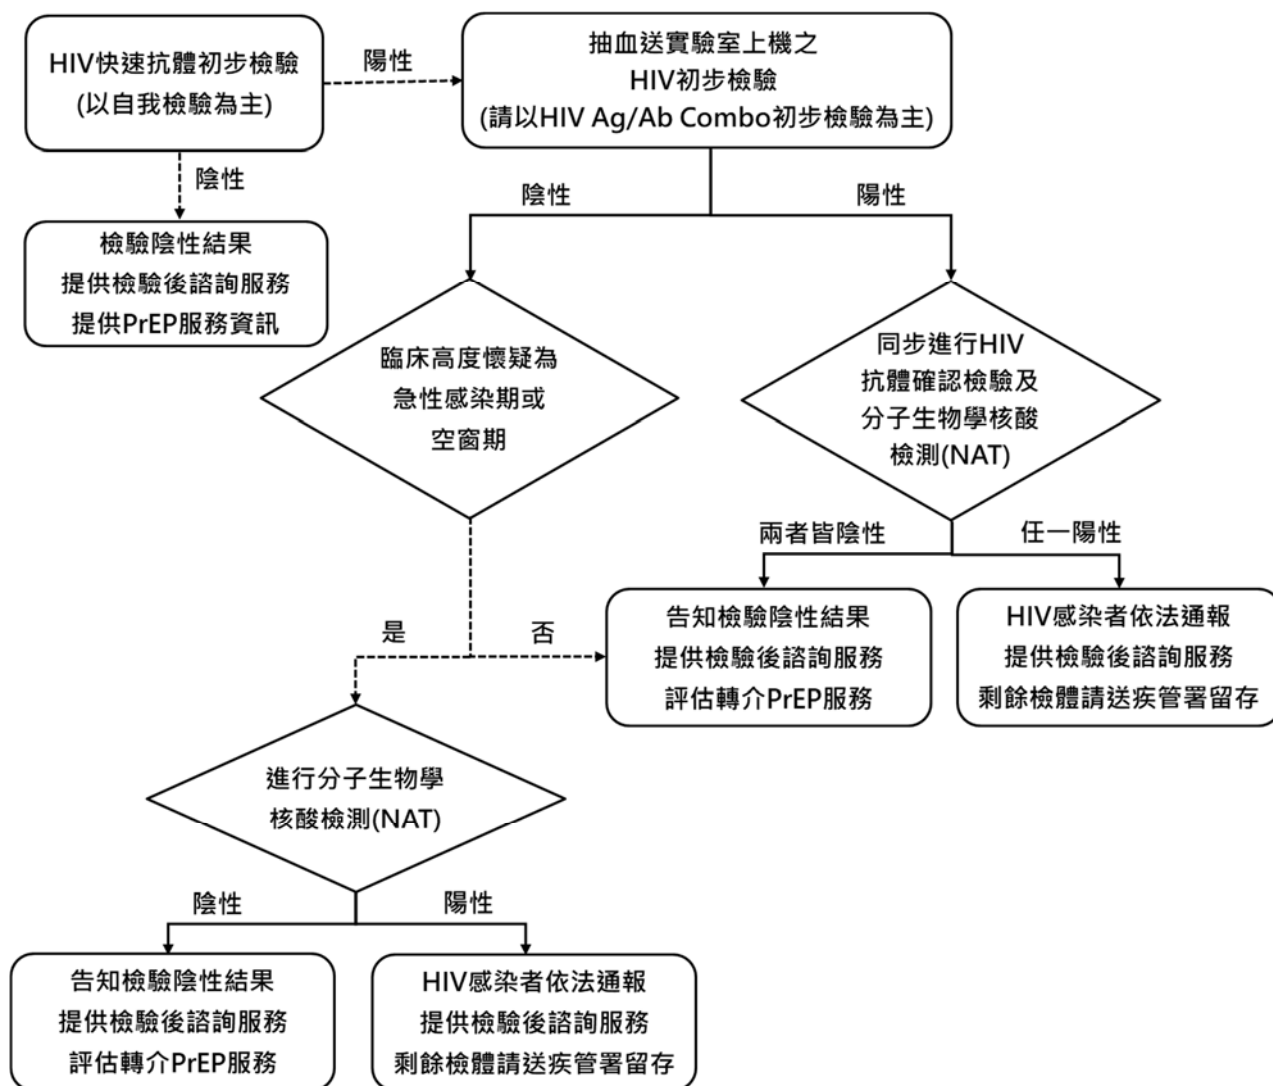 HIV快速抗體初步檢驗
(以自我檢驗為主)
陽性
抽血送實驗室上機之
HIV初步檢驗
(請以HIV Ag/Ab Combo初步檢驗為主)
陰性
檢驗陰性結果
提供檢驗後諮詢服務
提供PrEP服務資訊
陰性
陽性
臨床高度懷疑為
急性感染期或
空窗期
同步進行HIV
抗體確認檢驗及
分子生物學核酸
檢測(NAT)
兩者皆陰性
任一陽性
告知檢驗陰性結果
提供檢驗後諮詢服務
評估轉介PrEP服務
HIV感染者依法通報
提供檢驗後諮詢服務
剩餘檢體請送疾管署留存
是
否
進行分子生物學
核酸檢測(NAT)
陰性
陽性
告知檢驗陰性結果
提供檢驗後諮詢服務
評估轉介PrEP服務
HIV感染者依法通報
提供檢驗後諮詢服務
剩餘檢體請送疾管署留存